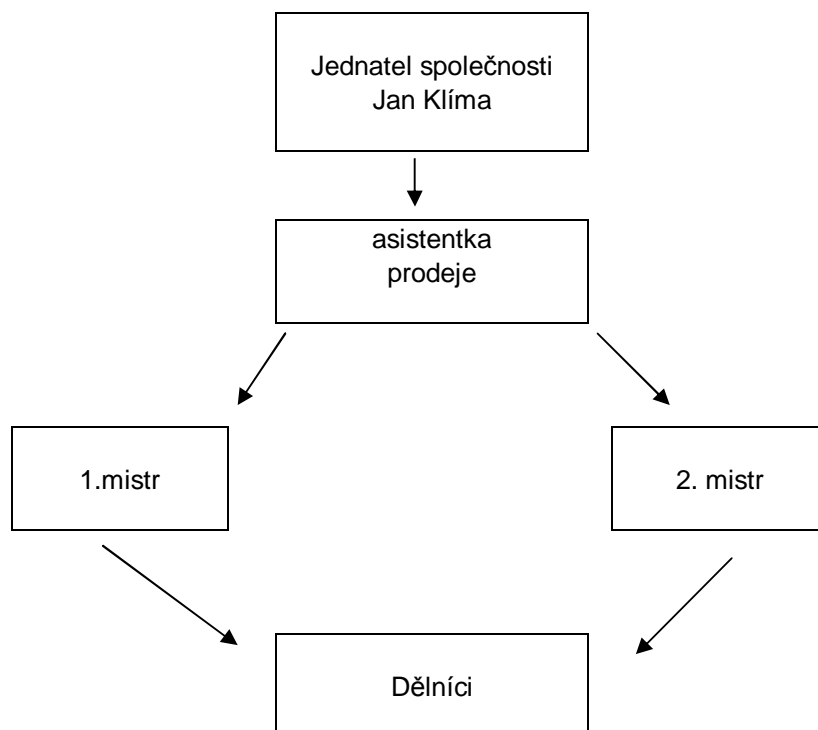 Jednatel společnosti
Jan Klíma
asistentka
prodeje
1.mistr
2. mistr
Dělníci